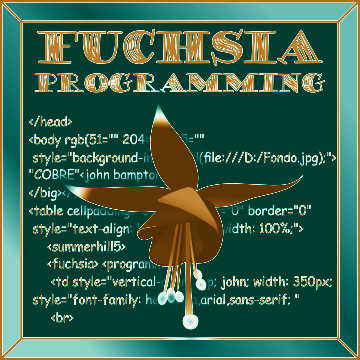 FUCHSIA
PROGRAMMING
</head>
<body rgb(51="" 204= ""
style="background- (file:///D:/Fondo.jpg);">
"COBRE"<john bampto
</big></
<table cellpadding 0" border="0"
style="text-align: width: 100%;">
<summerhill5>
<fuchsia> <program
<td style="vertical- p; john; width: 350px;
style="font-family: h ,arial,sans-serif; "
<br>